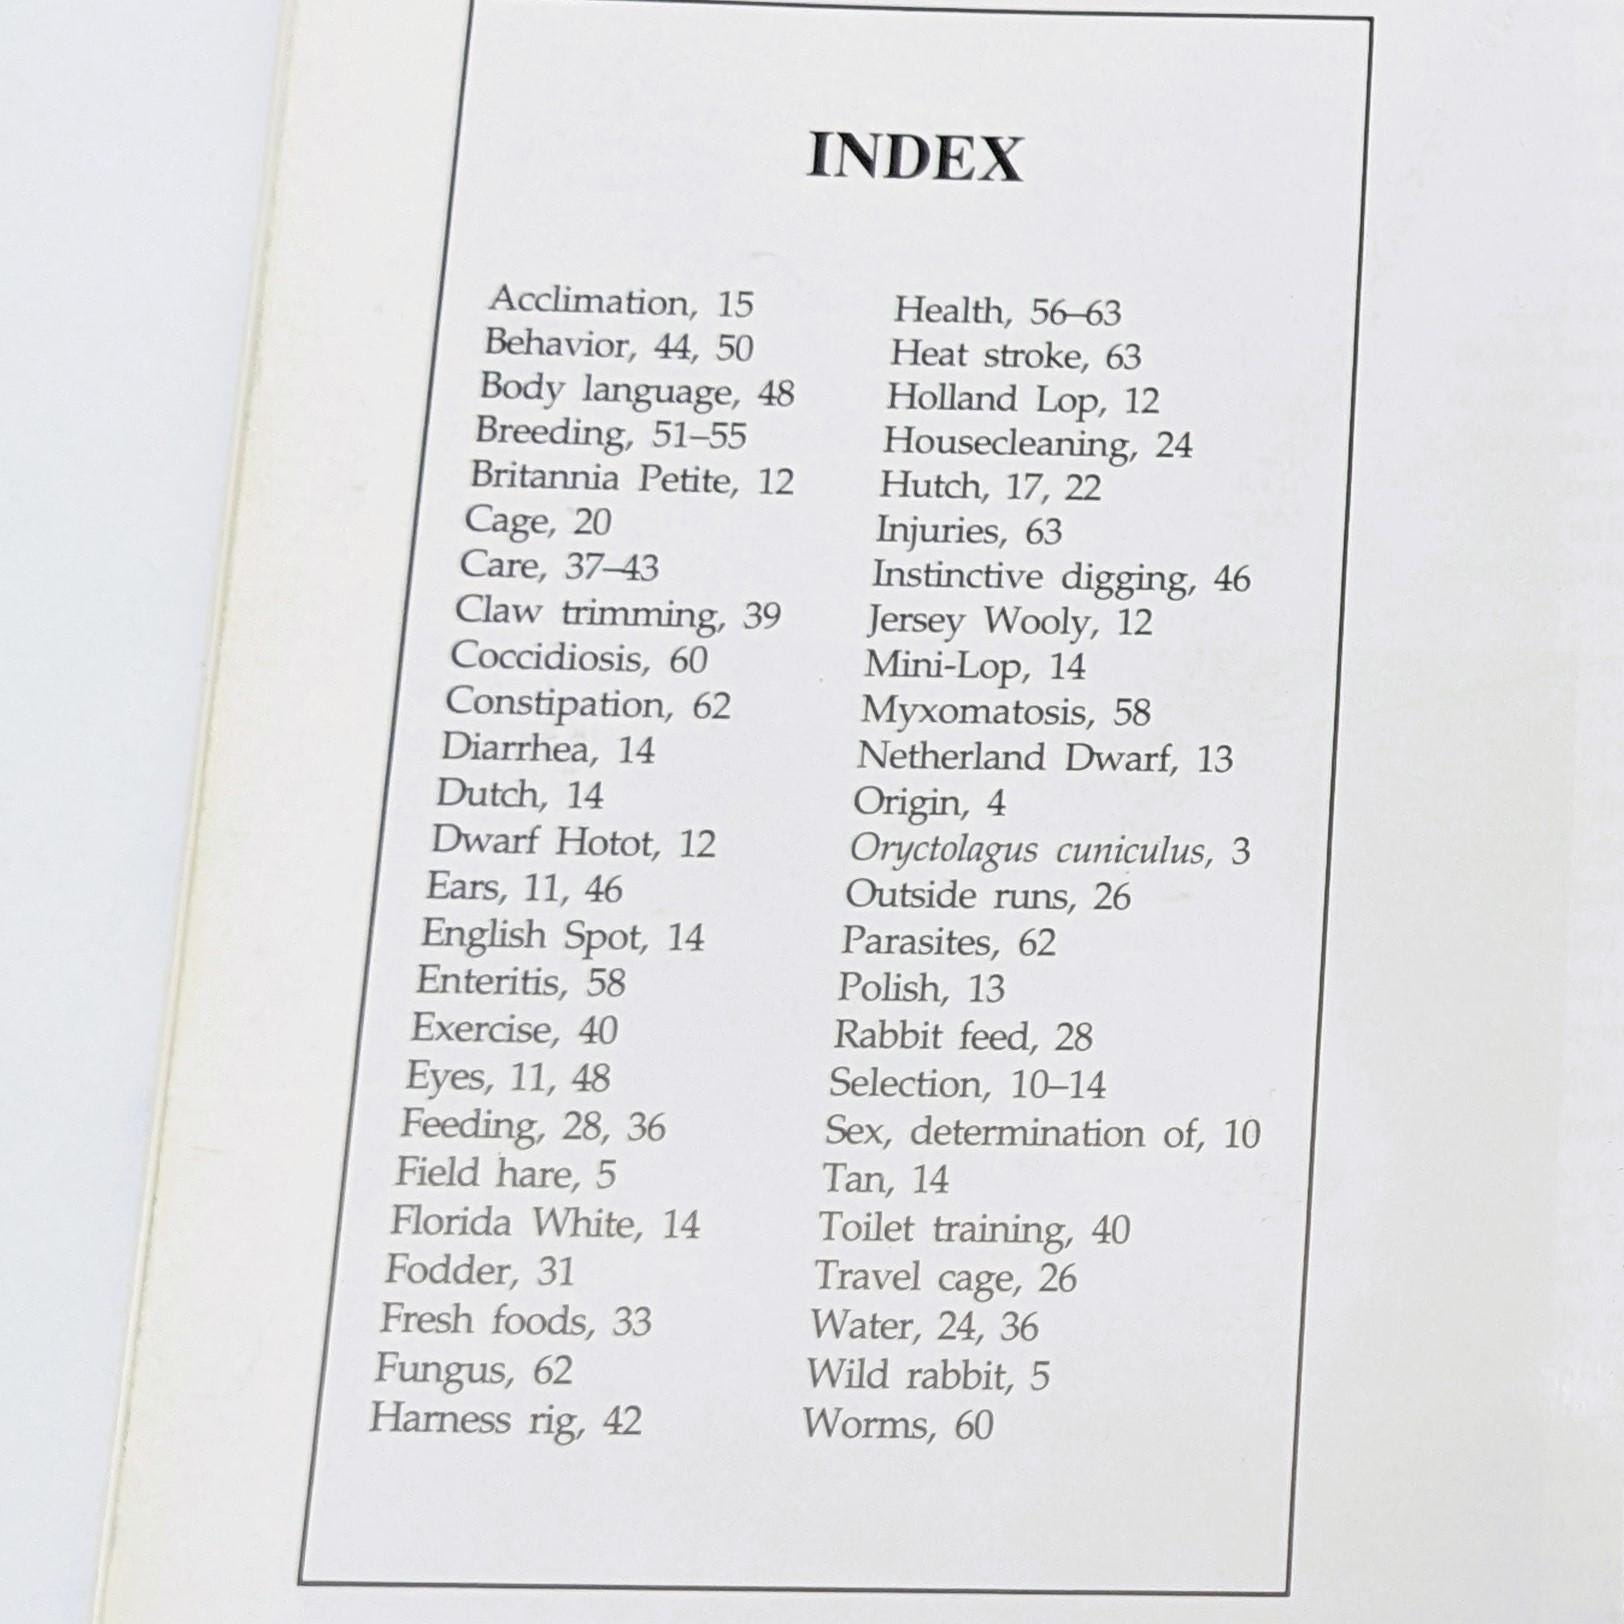 INDEX
Acclimation, 15
Behavior, 44, 50
Body language, 48
Breeding, 51–55
Britannia Petite, 12
Cage, 20
Care, 37–43
Claw trimming, 39
Coccidiosis, 60
Constipation, 62
Diarrhea, 14
Dutch, 14
Dwarf Hotot, 12
Ears, 11, 46
English Spot, 14
Enteritis, 58
Exercise, 40
Eyes, 11, 48
Feeding, 28, 36
Field hare, 5
Florida White, 14
Fodder, 31
Fresh foods, 33
Fungus, 62
Harness rig, 42
Health, 56–63
Heat stroke, 63
Holland Lop, 12
Housecleaning, 24
Hutch, 17, 22
Injuries, 63
Instinctive digging, 46
Jersey Wooly, 12
Mini-Lop, 14
Myxomatosis, 58
Netherland Dwarf, 13
Origin, 4
Oryctolagus cuniculus, 3
Outside runs, 26
Parasites, 62
Polish, 13
Rabbit feed, 28
Selection, 10–14
Sex, determination of, 10
Tan, 14
Toilet training, 40
Travel cage, 26
Water, 24, 36
Wild rabbit, 5
Worms, 60